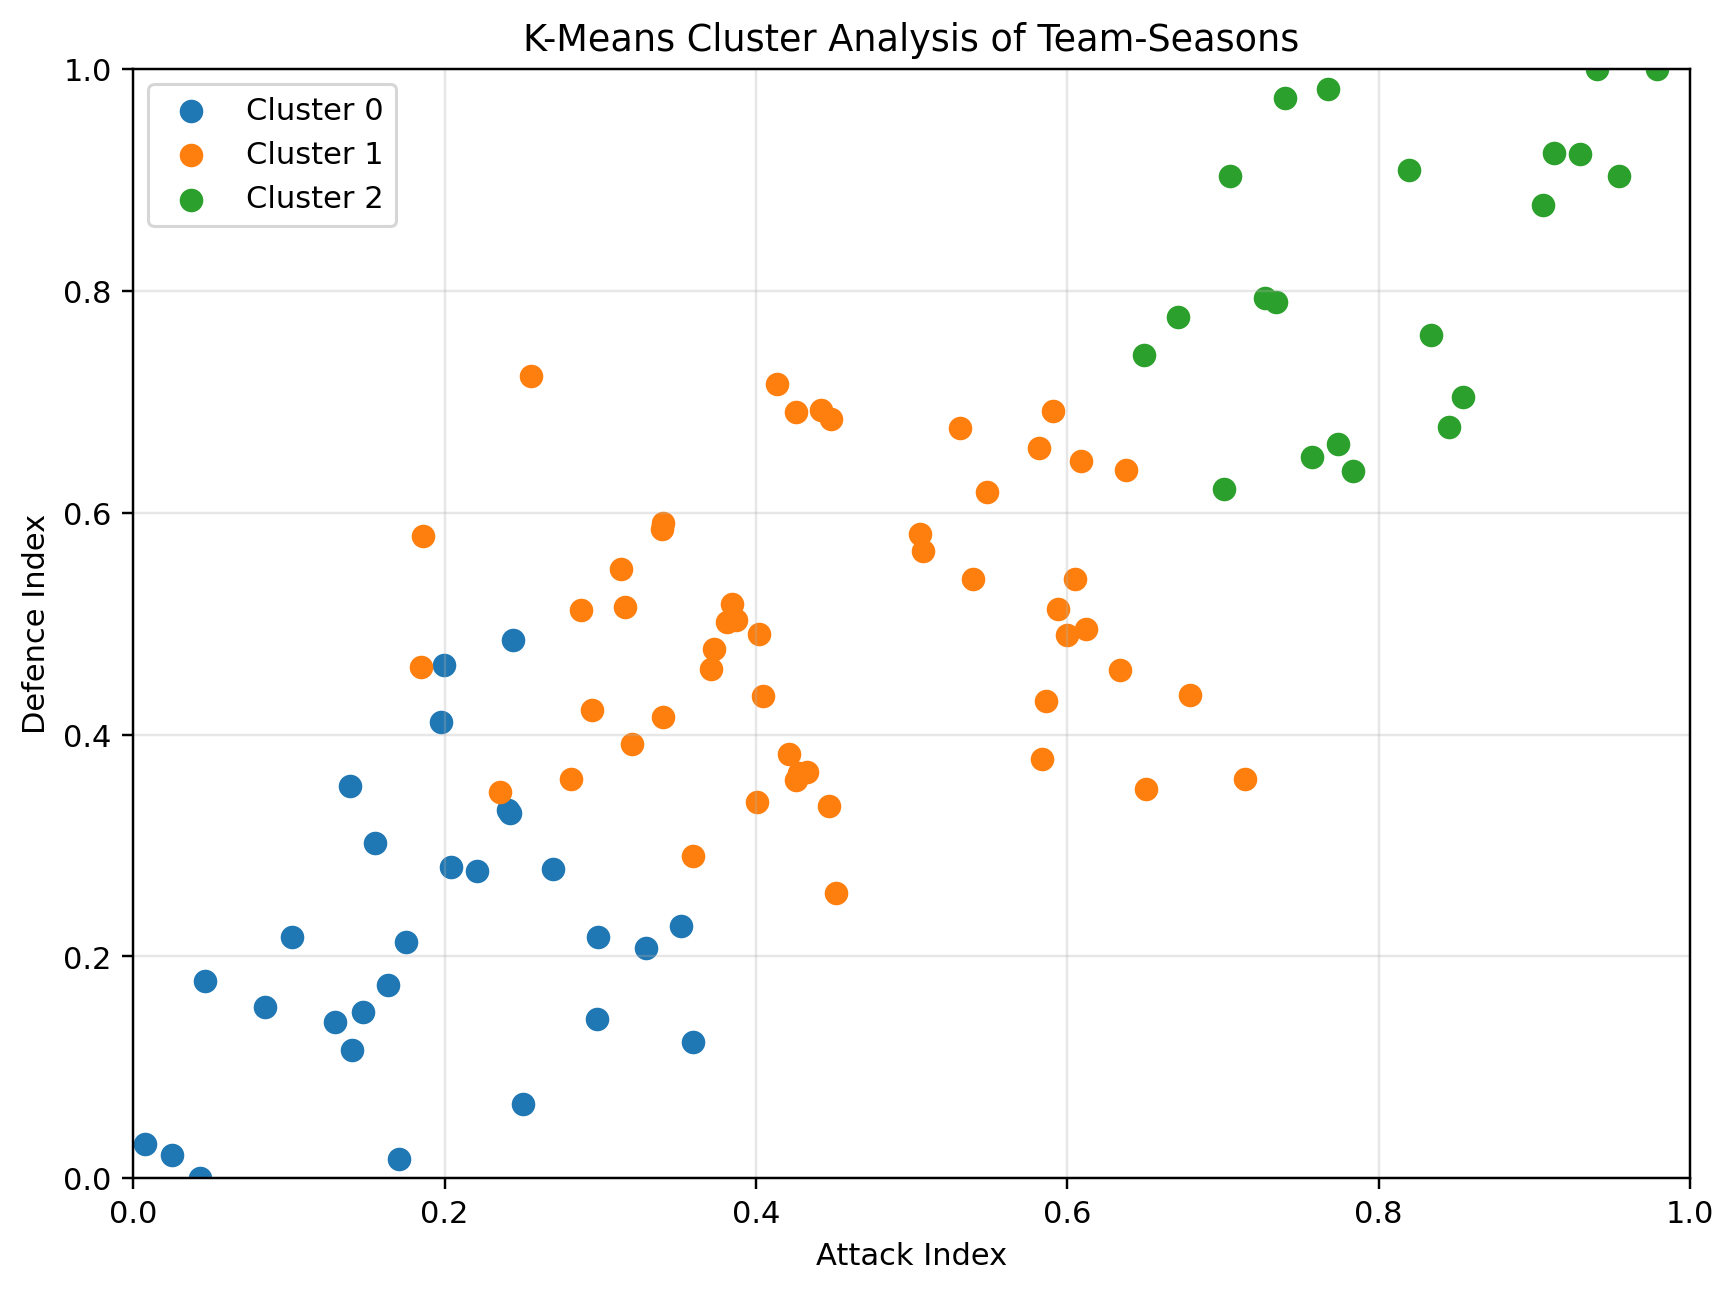 K-Means Cluster Analysis of Team-Seasons
1.0
Cluster 0
Cluster 1
Cluster 2
0.8
0.6
Defence Index
0.4
0.2
0.0
0.0 0.2 0.4 0.6 0.8 1.0
Attack Index